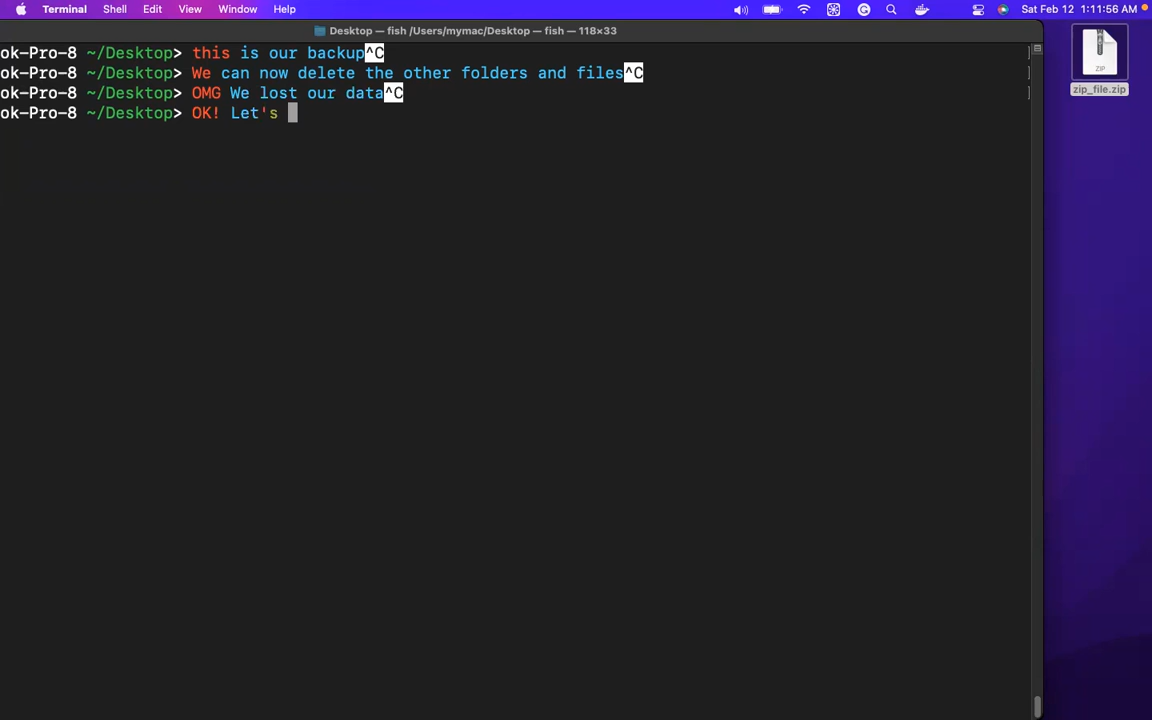 Terminal Shell Edit View Window Help Sat Feb 12 1:11:56 AM
Desktop — fish /Users/mymac/Desktop — fish — 118×33
ok-Pro-8 ~/Desktop> this is our backup^C
ok-Pro-8 ~/Desktop> We can now delete the other folders and files^C
ok-Pro-8 ~/Desktop> OMG We lost our data^C
ok-Pro-8 ~/Desktop> OK! Let's
ZIP
zip_file.zip